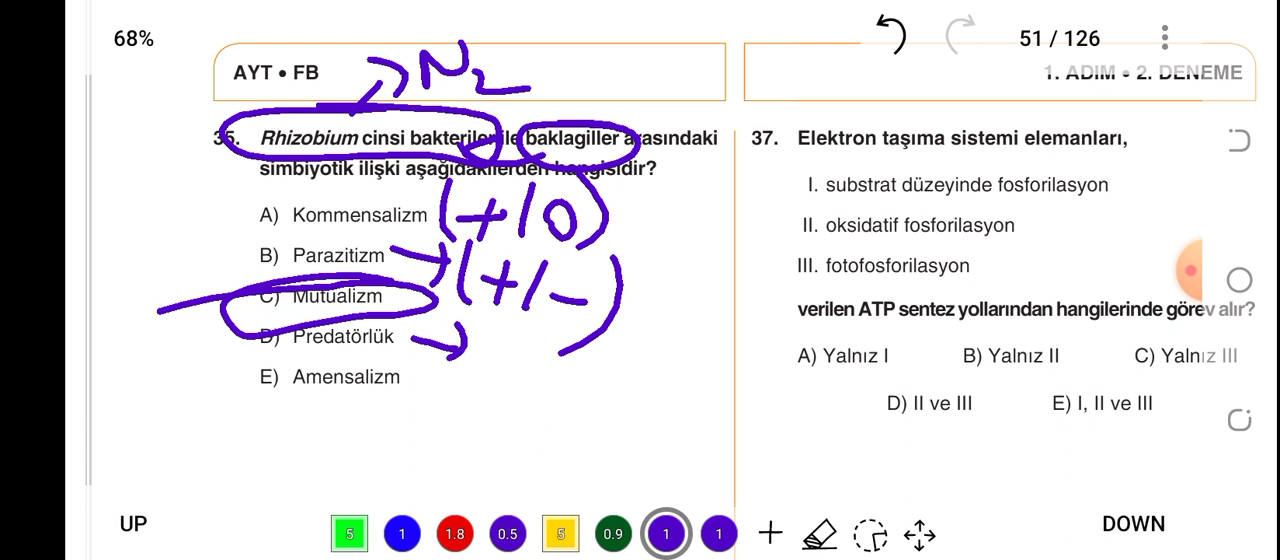 68%
51 / 126
AYT • FB
N2
1. ADIM • 2. DENEME
35. Rhizobium cinsi bakteriler ile baklagiller arasındaki
simbiyotik ilişki aşağıdakilerden hangisidir?
A) Kommensalizm (+/0)
B) Parazitizm (+/-)
C) Mutualizm
D) Predatörlük
E) Amensalizm
37. Elektron taşıma sistemi elemanları,
I. substrat düzeyinde fosforilasyon
II. oksidatif fosforilasyon
III. fotofosforilasyon
verilen ATP sentez yollarından hangilerinde görev alır?
A) Yalnız I B) Yalnız II C) Yalnız III
D) II ve III E) I, II ve III
UP
5 1 1.8 0.5 5 0.9 1 1
DOWN